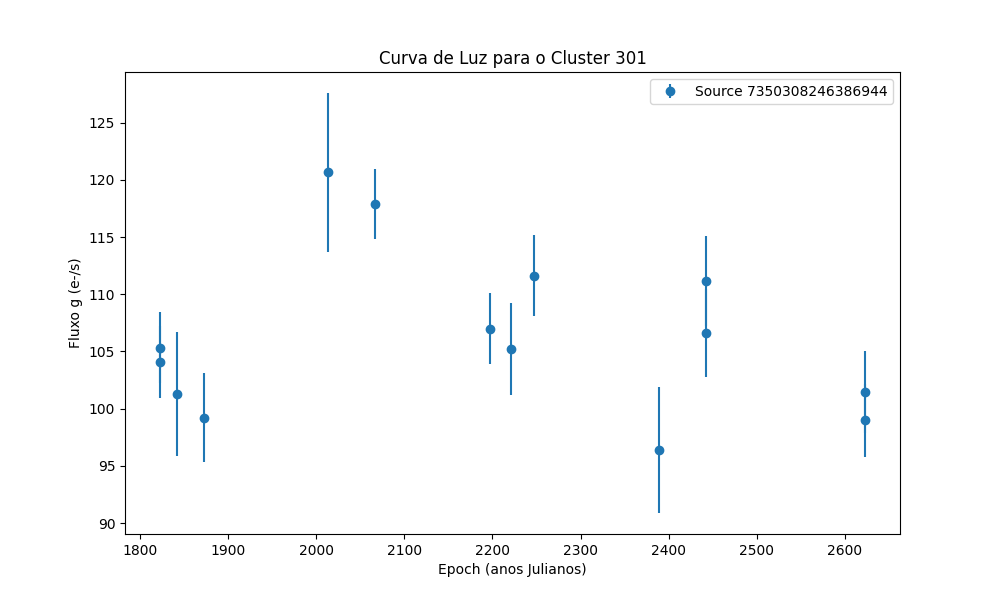 Curva de Luz para o Cluster 301
Source 7350308246386944
Fluxo g (e-/s)
125
120
115
110
105
100
95
90
1800 1900 2000 2100 2200 2300 2400 2500 2600
Epoch (anos Julianos)